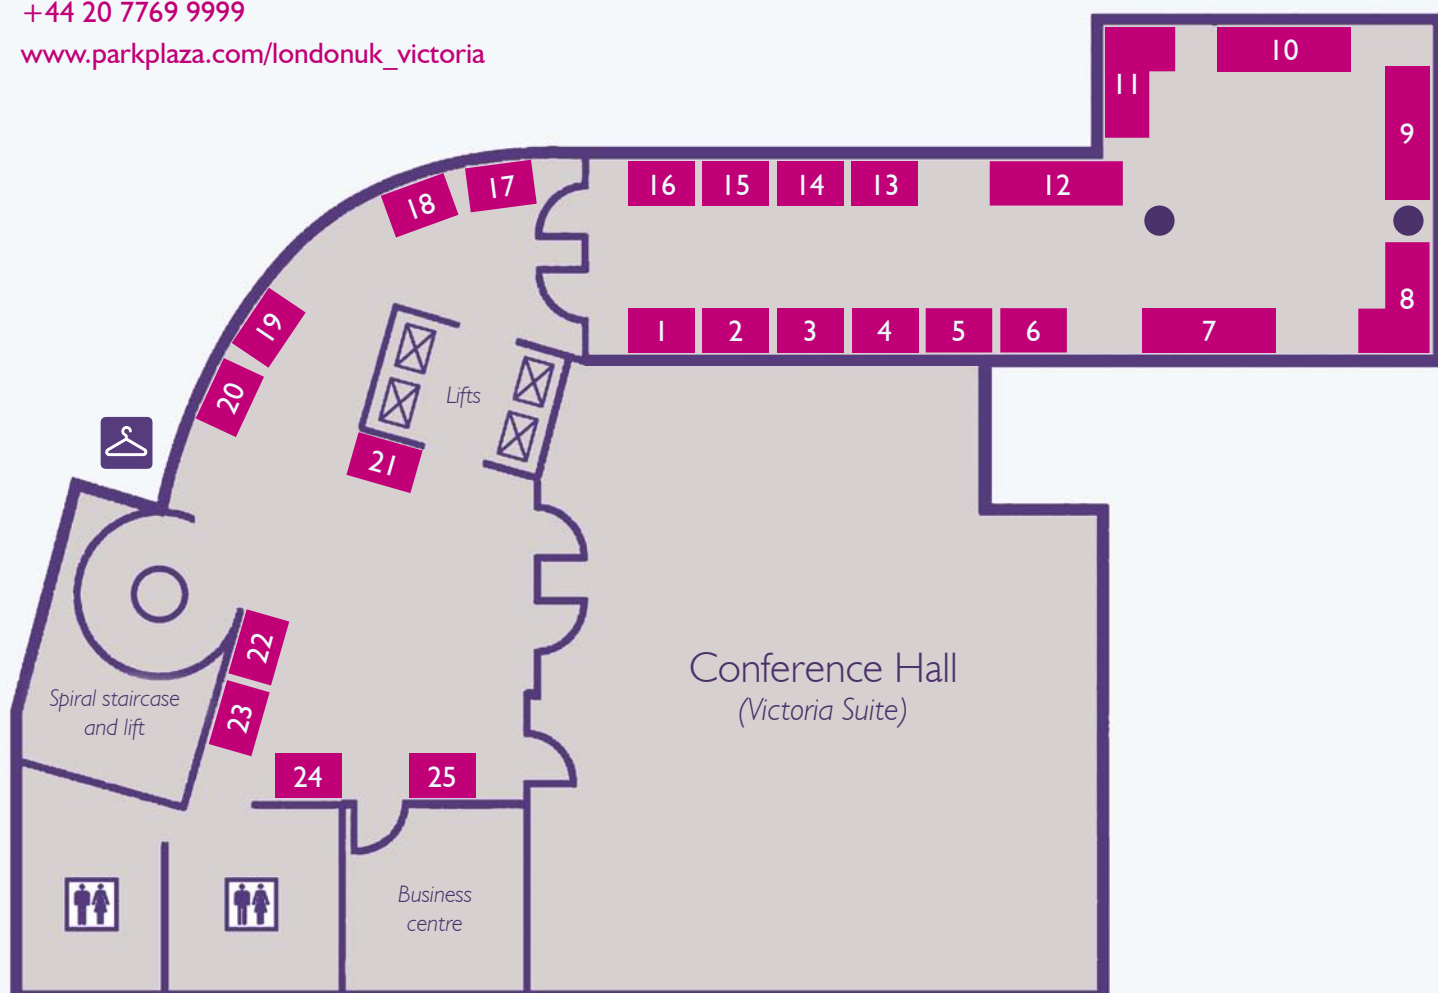 +44 20 7769 9999
www.parkplaza.com/londonuk_victoria
10
11
9
18
17
16
15
14
13
12
19
1
2
3
4
5
6
7
8
20
Lifts
21
22
Conference Hall
(Victoria Suite)
Spiral staircase
and lift
23
24
25
Business
centre